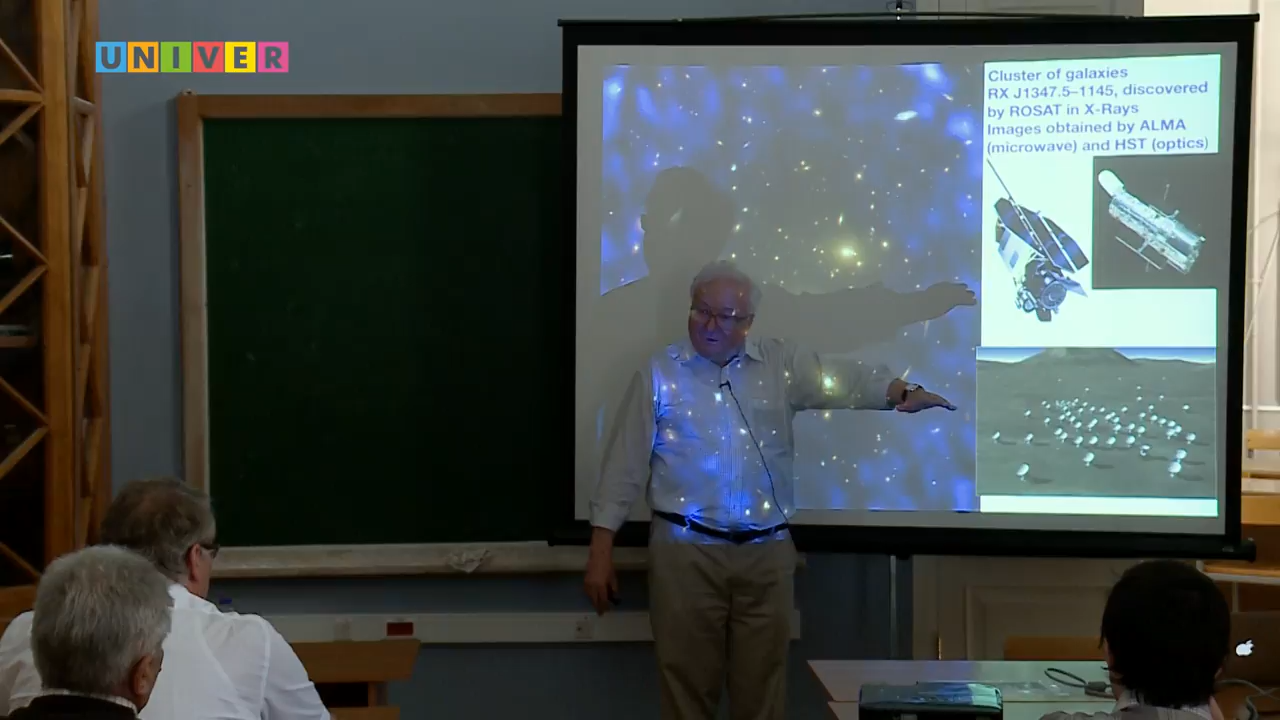 UNIVER
Cluster of galaxies
RX J1347.5–1145, discovered
by ROSAT in X-Rays
Images obtained by ALMA
(microwave) and HST (optics)